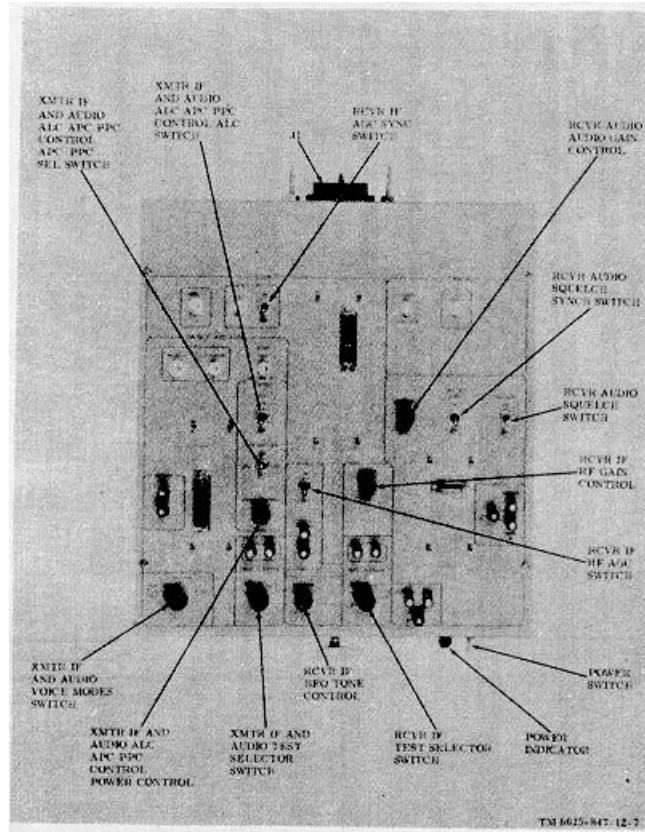 XMTR IF
AND AUDIO
ALC APC PPC
CONTROL
APC PPC
SEL SWITCH
XMTR IF
AND AUDIO
ALC APC PPC
CONTROL ALC
SWITCH
J1
RCVR IF
AGC SYNC
SWITCH
RCVR AUDIO
AUDIO GAIN
CONTROL
RCVR AUDIO
SQUELCH
SYNCH SWITCH
RCVR AUDIO
SQUELCH
SWITCH
RCVR IF
RF GAIN
CONTROL
RCVR IF
RF AGC
SWITCH
XMTR IF
AND AUDIO
VOICE MODES
SWITCH
XMTR IF AND
AUDIO ALC
APC PPC
CONTROL
POWER CONTROL
XMTR IF AND
AUDIO TEST
SELECTOR
SWITCH
RCVR IF
BFO TONE
CONTROL
RCVR IF
TEST SELECTOR
SWITCH
POWER
INDICATOR
POWER
SWITCH
TM 6625-847-12-7